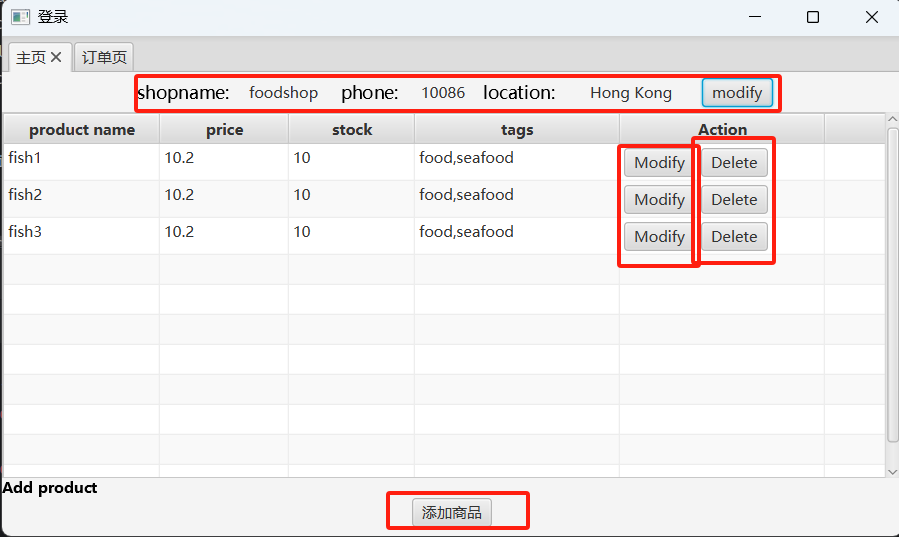 登录
主页 订单页
shopname: foodshop phone: 10086 location: Hong Kong modify
product name price stock tags Action
fish1 10.2 10 food,seafood Modify Delete
fish2 10.2 10 food,seafood Modify Delete
fish3 10.2 10 food,seafood Modify Delete
Add product
添加商品